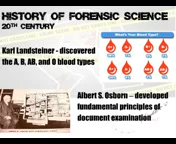 HISTORY OF FORENSIC SCIENCE
20TH CENTURY
What's Your Blood Type?
Karl Landsteiner - discovered
the A, B, AB, and O blood types
Albert S. Osborn – developed
fundamental principles of
document examination